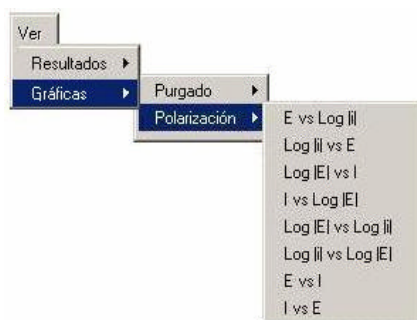 Ver
Resultados
Gráficas
Purgado
Polarización
E vs Log |i|
Log |i| vs E
Log |E| vs I
I vs Log |E|
Log |E| vs Log |i|
Log |i| vs Log |E|
E vs I
I vs E